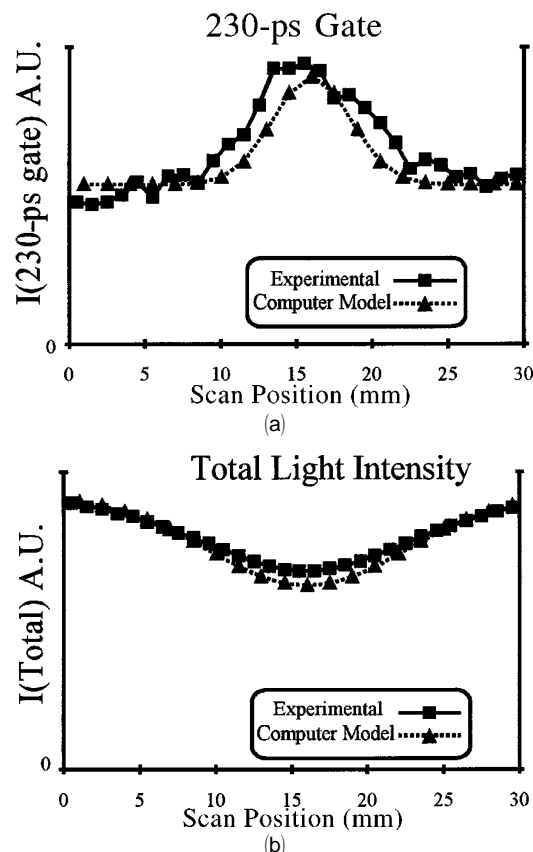 230-ps Gate
I(230-ps gate) A.U.
Experimental
Computer Model
0
0 5 10 15 20 25 30
Scan Position (mm)
(a)
Total Light Intensity
I(Total) A.U.
Experimental
Computer Model
0
0 5 10 15 20 25 30
Scan Position (mm)
(b)